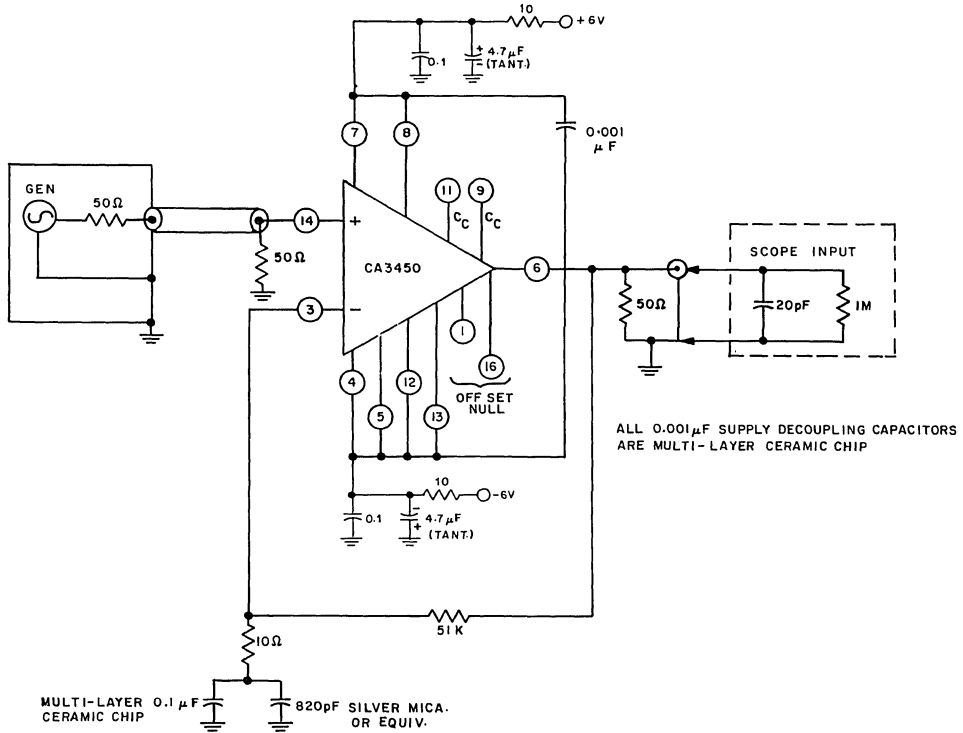 10
+6V
0.1
+ 4.7µF
− (TANT.)
7
8
0.001
µF
GEN
50Ω
11
9
CC
CC
14
+
50Ω
CA3450
6
SCOPE INPUT
50Ω
20pF
1M
3
−
1
4
12
16
5
13
OFF SET
NULL
ALL 0.001µF SUPPLY DECOUPLING CAPACITORS
ARE MULTI-LAYER CERAMIC CHIP
10
-6V
0.1
− 4.7µF
+ (TANT.)
51K
10Ω
MULTI-LAYER 0.1µF
CERAMIC CHIP
820pF SILVER MICA.
OR EQUIV.